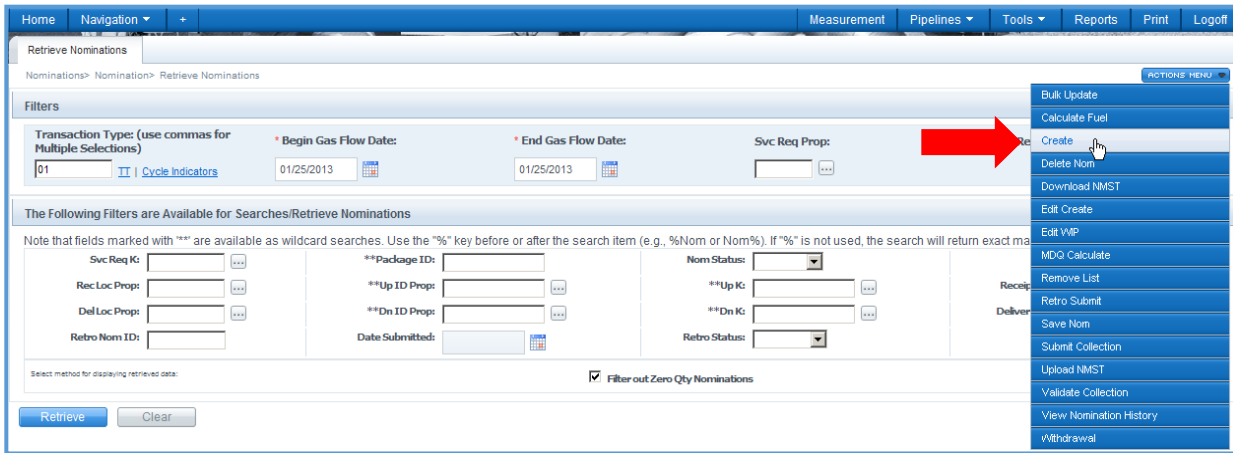 Home Navigation + Measurement Pipelines Tools Reports Print Logoff
Retrieve Nominations
Nominations> Nomination> Retrieve Nominations
ACTIONS MENU
Filters
Transaction Type: (use commas for Multiple Selections) * Begin Gas Flow Date: * End Gas Flow Date: Svc Req Prop: Re
01 TT | Cycle Indicators 01/25/2013 01/25/2013 ...
The Following Filters are Available for Searches/Retrieve Nominations
Note that fields marked with '**' are available as wildcard searches. Use the "%" key before or after the search item (e.g., %Nom or Nom%). If "%" is not used, the search will return exact ma
Svc Req K: ... **Package ID: Nom Status:
Rec Loc Prop: ... **Up ID Prop: ... **Up K: ... Receip
Del Loc Prop: ... **Dn ID Prop: ... **Dn K: ... Deliver
Retro Nom ID: Date Submitted: Retro Status:
Select method for displaying retrieved data: Filter out Zero Qty Nominations
Retrieve Clear
Bulk Update
Calculate Fuel
Create
Delete Nom
Download NMST
Edit Create
Edit WIP
MDQ Calculate
Remove List
Retro Submit
Save Nom
Submit Collection
Upload NMST
Validate Collection
View Nomination History
Withdrawal